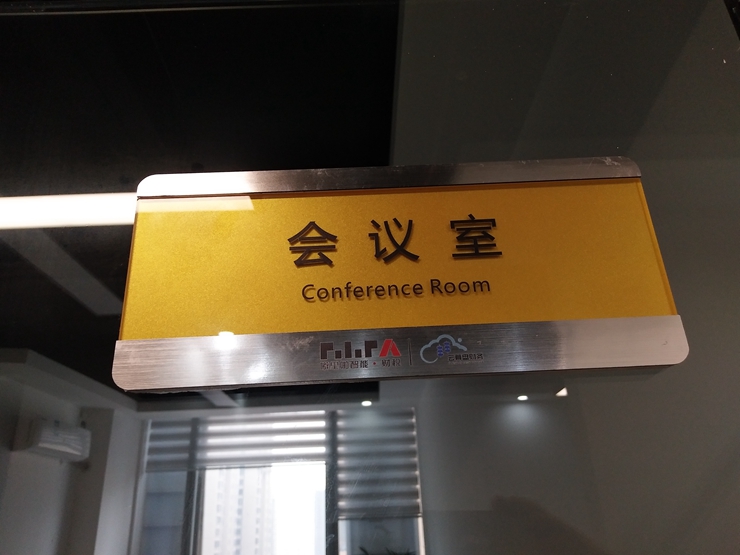 会议室
Conference Room